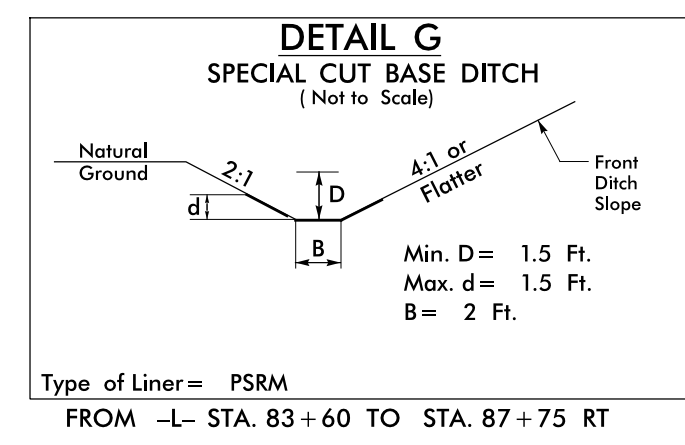 DETAIL G
SPECIAL CUT BASE DITCH
( Not to Scale)
Natural
Ground
2:1
D
4:1 or
Flatter
Front
Ditch
Slope
d
B
Min. D = 1.5 Ft.
Max. d = 1.5 Ft.
B = 2 Ft.
Type of Liner = PSRM
FROM -L- STA. 83+60 TO STA. 87+75 RT